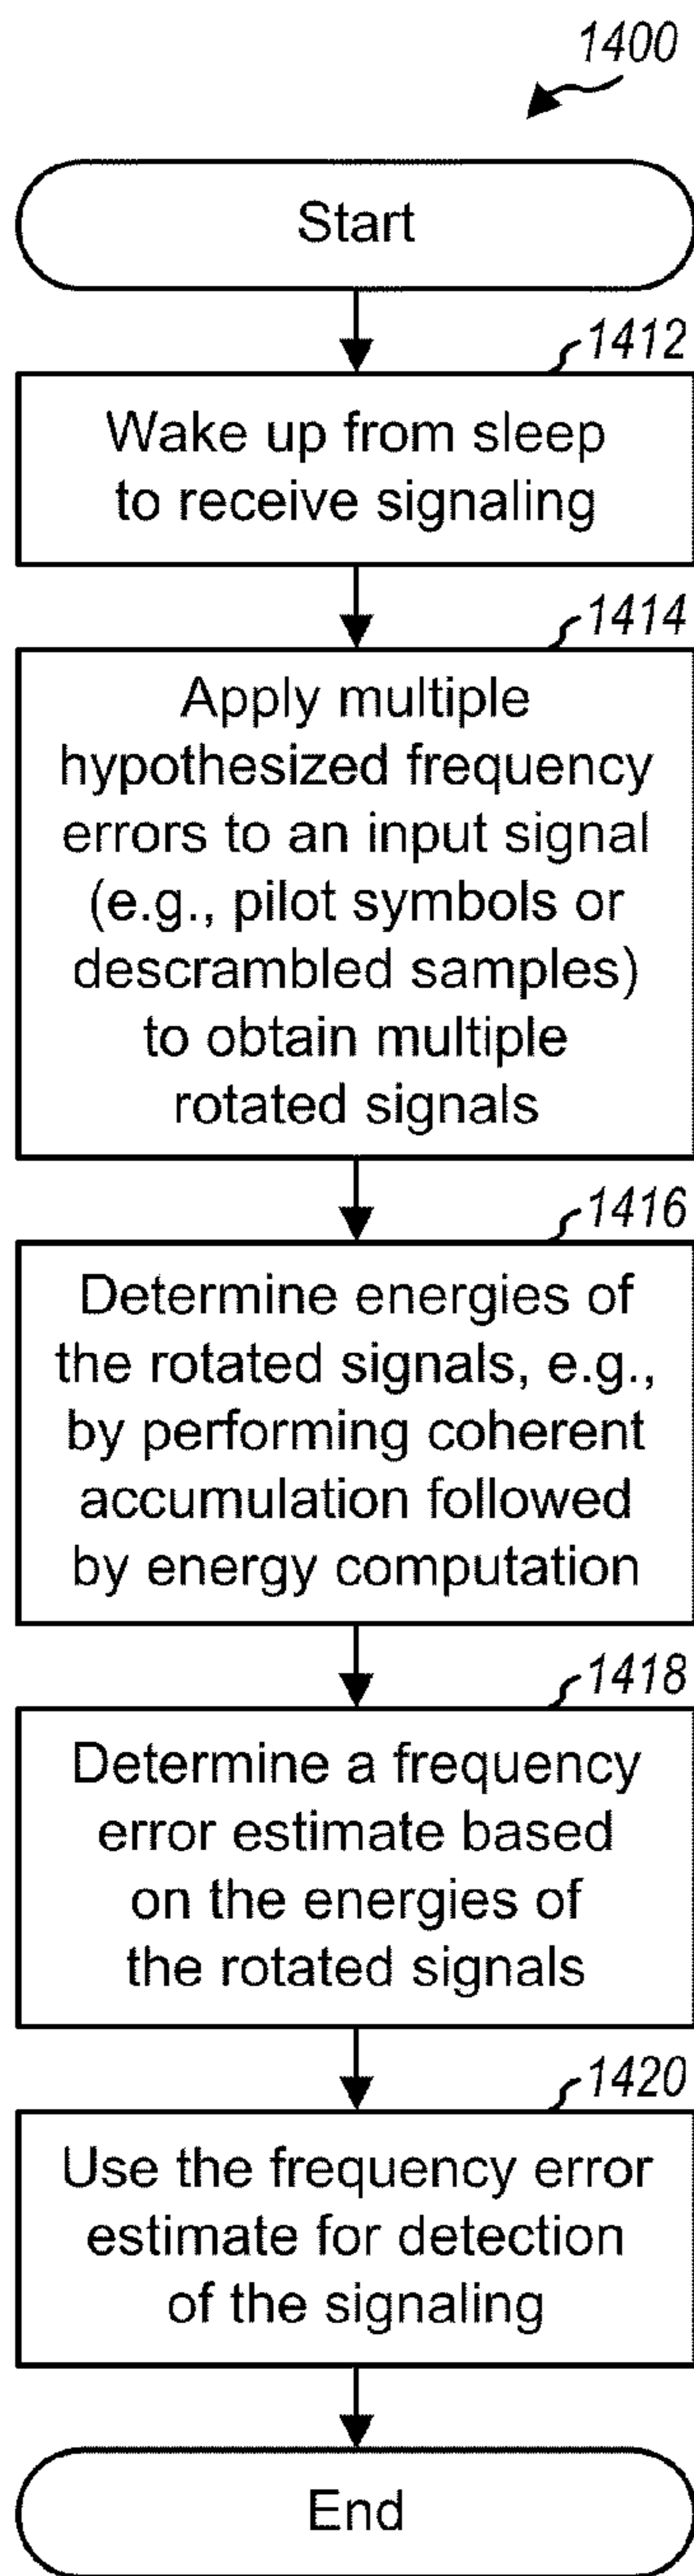 1400
Start
1412
Wake up from sleep
to receive signaling
1414
Apply multiple
hypothesized frequency
errors to an input signal
(e.g., pilot symbols or
descrambled samples)
to obtain multiple
rotated signals
1416
Determine energies of
the rotated signals, e.g.,
by performing coherent
accumulation followed
by energy computation
1418
Determine a frequency
error estimate based
on the energies of
the rotated signals
1420
Use the frequency error
estimate for detection
of the signaling
End